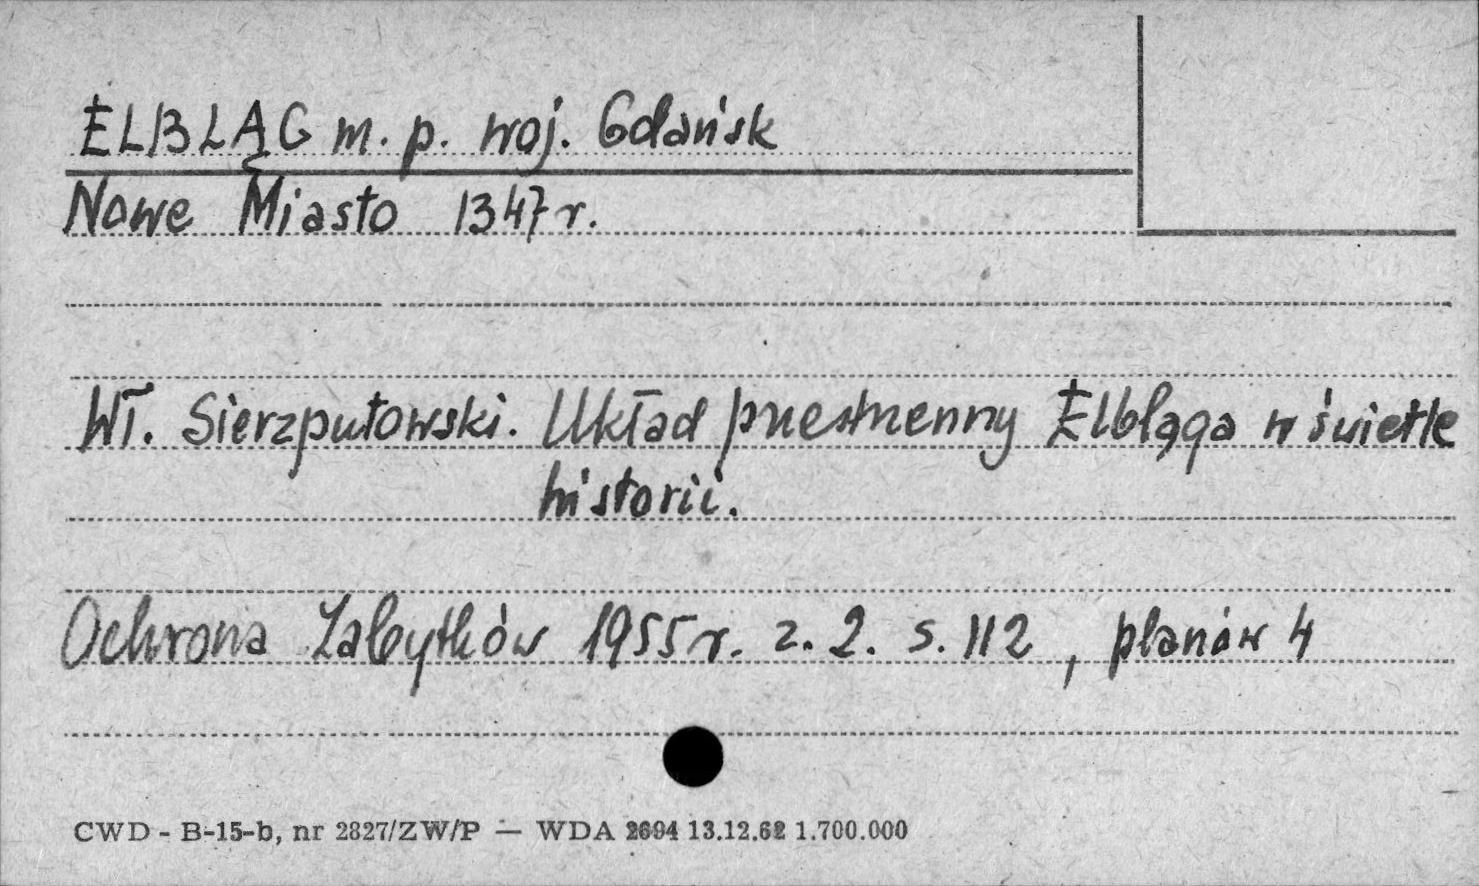 ELBLĄG m. p. woj. Gdańsk
Nowe Miasto 1347 r.
Wł. Sierzputowski. Układ przestrzenny Elbląga w świetle
historii.
Ochrona Zabytków 1955 r. z. 2. s. 112, planów 4
CWD - B-15-b, nr 2827/ZW/P — WDA 2694 13.12.62 1.700.000